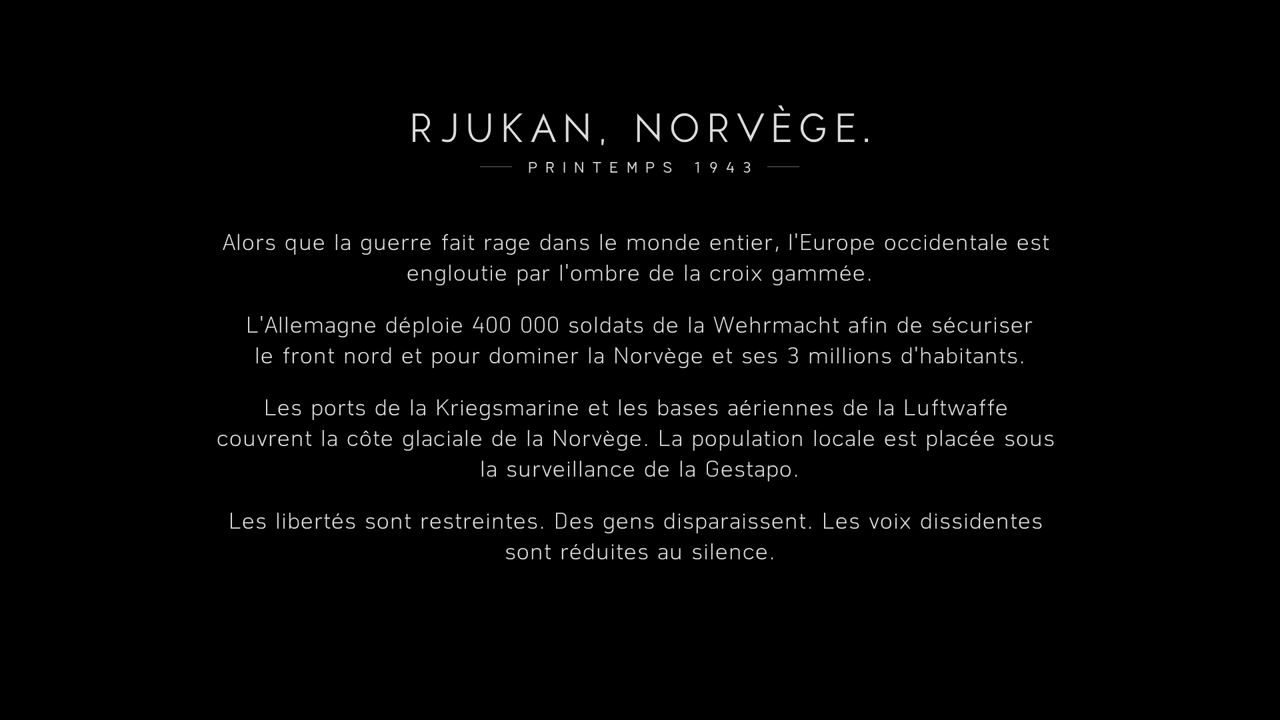 RJUKAN, NORVÈGE.
PRINTEMPS 1943
Alors que la guerre fait rage dans le monde entier, l'Europe occidentale est
engloutie par l'ombre de la croix gammée.
L'Allemagne déploie 400 000 soldats de la Wehrmacht afin de sécuriser
le front nord et pour dominer la Norvège et ses 3 millions d'habitants.
Les ports de la Kriegsmarine et les bases aériennes de la Luftwaffe
couvrent la côte glaciale de la Norvège. La population locale est placée sous
la surveillance de la Gestapo.
Les libertés sont restreintes. Des gens disparaissent. Les voix dissidentes
sont réduites au silence.